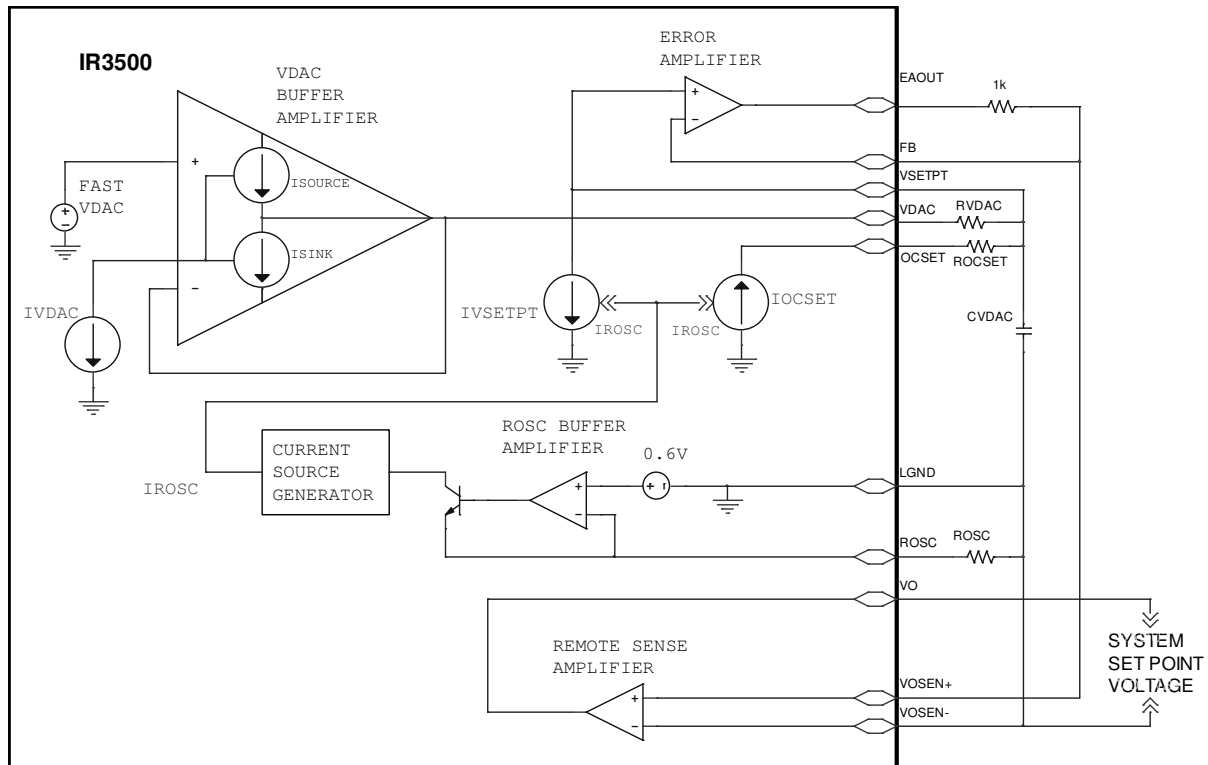 IR3500
VDAC
BUFFER
AMPLIFIER
ERROR
AMPLIFIER
EAOUT
1k
+
-
FB
VSETPT
VDAC
RVDAC
OCSET
ROCSET
+
ISOURCE
FAST
VDAC
+
-
ISINK
-
IVDAC
IVSETPT
IROSC
IROSC
IOCSET
CVDAC
ROSC BUFFER
AMPLIFIER
0.6V
CURRENT
SOURCE
GENERATOR
IROSC
+
-
+
LGND
ROSC
ROSC
VO
REMOTE SENSE
AMPLIFIER
+
-
VOSEN+
VOSEN-
SYSTEM
SET POINT
VOLTAGE